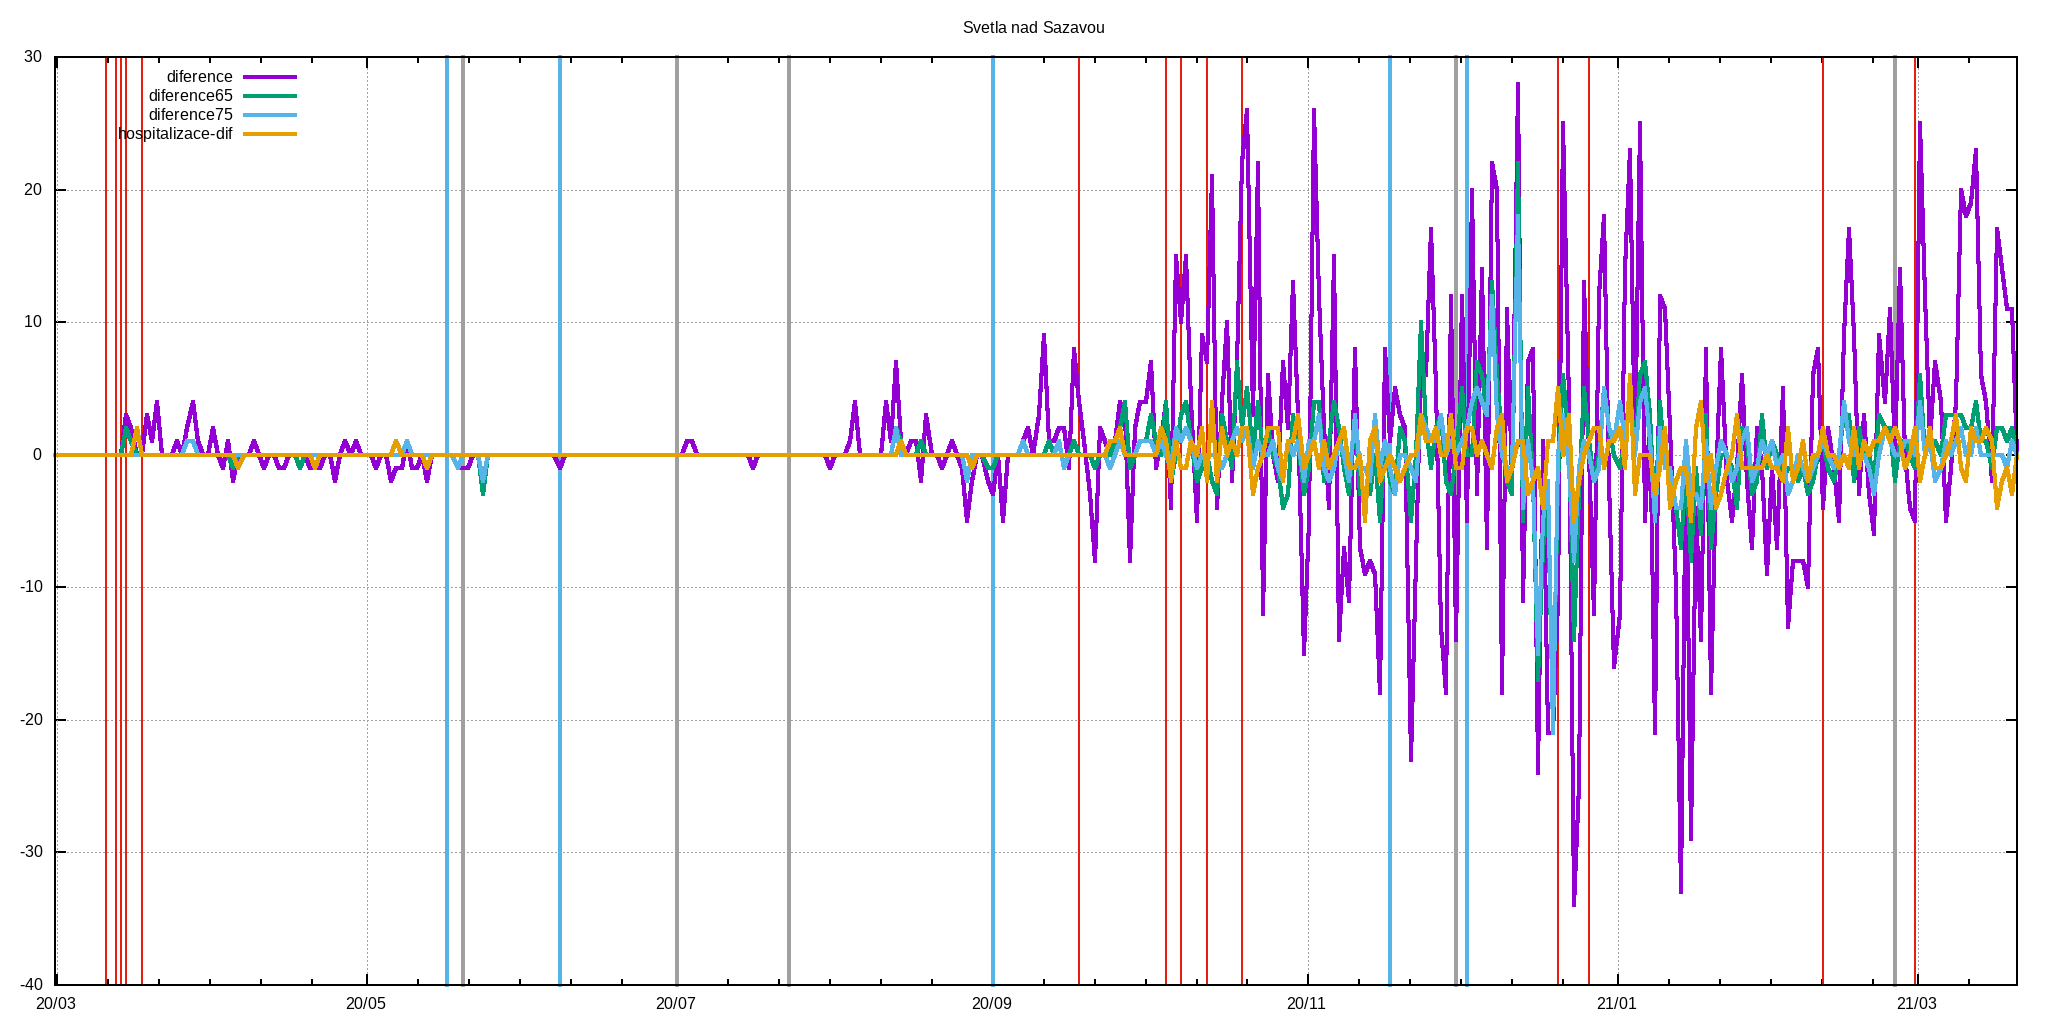 Svetla nad Sazavou
30
20
10
0
-10
-20
-30
-40
diference
diference65
diference75
hospitalizace-dif
20/03 20/05 20/07 20/09 20/11 21/01 21/03